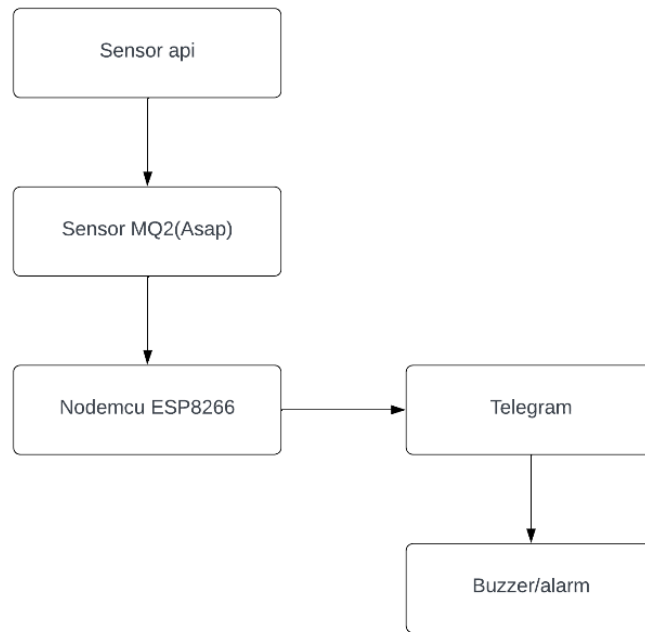 Sensor api
Sensor MQ2(Asap)
Nodemcu ESP8266
Telegram
Buzzer/alarm